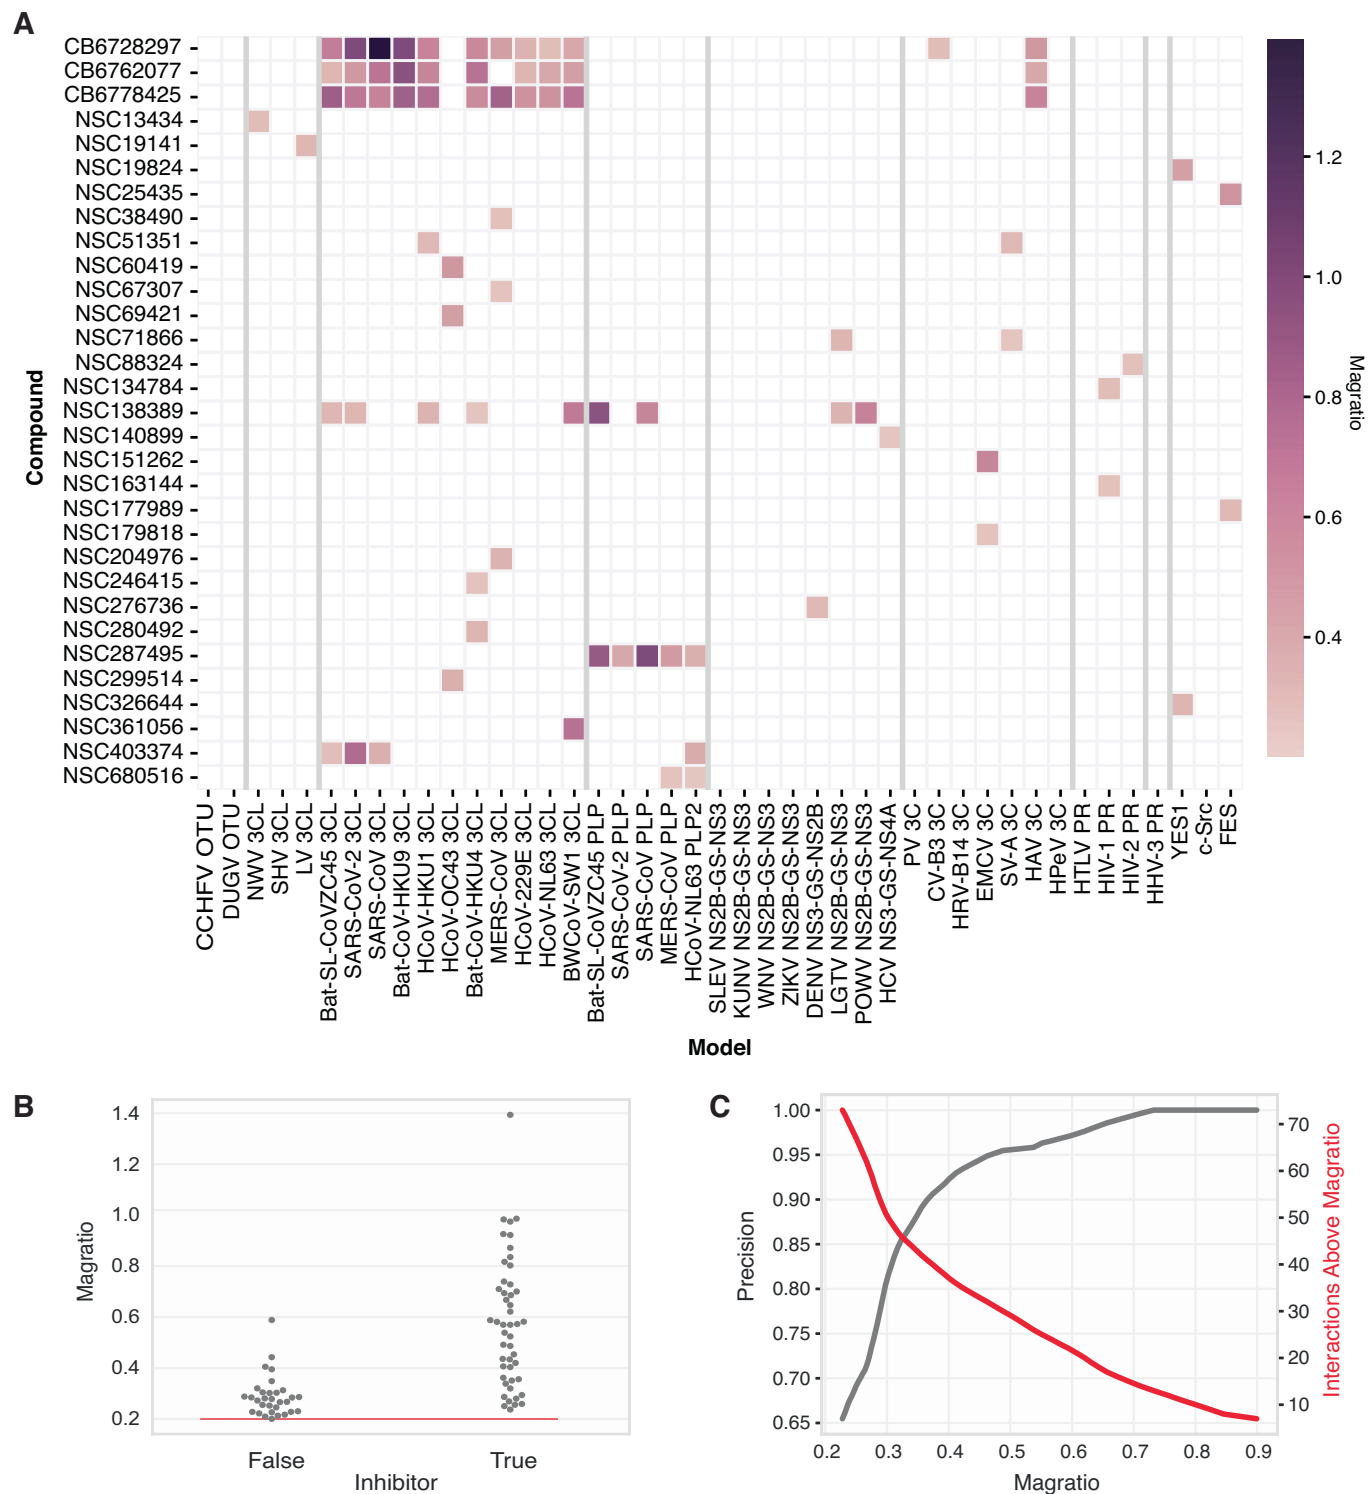 A
CB6728297
CB6762077
CB6778425
NSC13434
NSC19141
NSC19824
NSC25435
NSC38490
NSC51351
NSC60419
NSC67307
NSC69421
NSC71866
NSC88324
NSC134784
NSC138389
NSC140899
NSC151262
NSC163144
NSC177989
NSC179818
NSC204976
NSC246415
NSC276736
NSC280492
NSC287495
NSC299514
NSC326644
NSC361056
NSC403374
NSC680516
Compound
CCHFV OTU
DUGV OTU
NWV 3CL
SHV 3CL
LV 3CL
Bat-SL-CoVZC45 3CL
SARS-CoV-2 3CL
SARS-CoV 3CL
Bat-CoV-HKU9 3CL
HCoV-HKU1 3CL
HCoV-OC43 3CL
Bat-CoV-HKU4 3CL
MERS-CoV 3CL
HCoV-229E 3CL
HCoV-NL63 3CL
BWCoV-SW1 3CL
Bat-SL-CoVZC45 PLP
SARS-CoV-2 PLP
SARS-CoV PLP
MERS-CoV PLP
HCoV-NL63 PLP2
SLEV NS2B-GS-NS3
KUNV NS2B-GS-NS3
WNV NS2B-GS-NS3
ZIKV NS2B-GS-NS3
DENV NS3-GS-NS2B
LGTV NS2B-GS-NS3
POWV NS2B-GS-NS3
HCV NS3-GS-NS4A
PV 3C
CV-B3 3C
HRV-B14 3C
EMCV 3C
SV-A 3C
HAV 3C
HPeV 3C
HTLV PR
HIV-1 PR
HIV-2 PR
HHV-3 PR
YES1
c-Src
FES
Model
1.2
1.0
0.8
0.6
0.4
Magratio
B
1.4
1.2
1.0
0.8
0.6
0.4
0.2
Magratio
False
True
Inhibitor
C
1.00
0.95
0.90
0.85
0.80
0.75
0.70
0.65
Precision
70
60
50
40
30
20
10
Interactions Above Magratio
0.2
0.3
0.4
0.5
0.6
0.7
0.8
0.9
Magratio